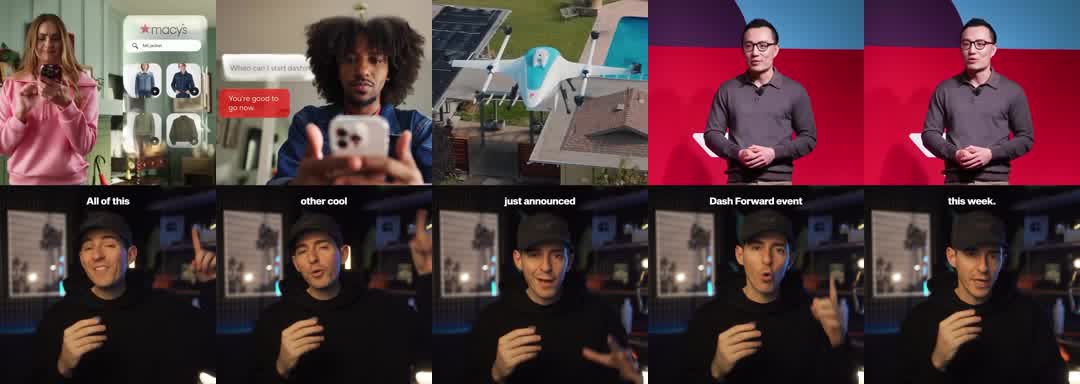 macy's
When can I start dashin
You're good to
go now.
All of this
other cool
just announced
Dash Forward event
this week.